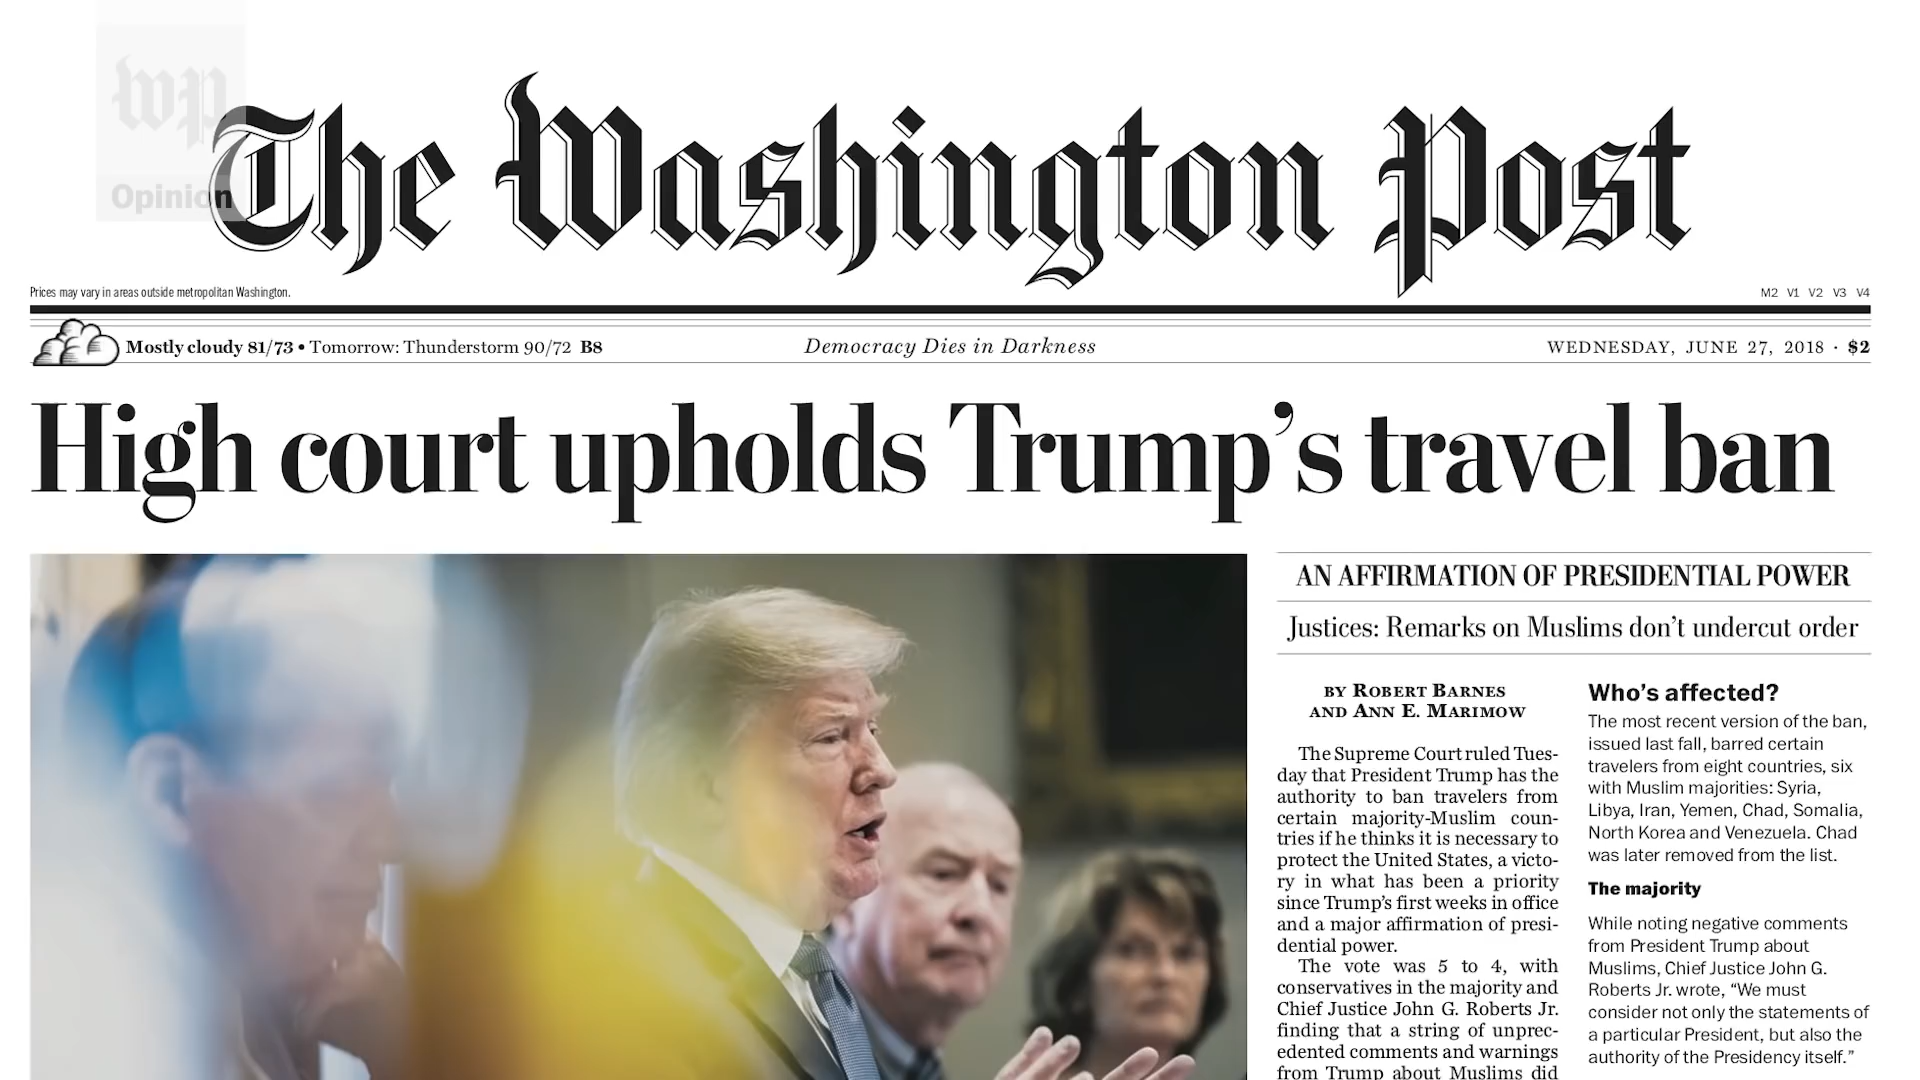 wp
Opinion
The Washington Post
Prices may vary in areas outside metropolitan Washington.
M2 V1 V2 V3 V4
Mostly cloudy 81/73 • Tomorrow: Thunderstorm 90/72 B8
Democracy Dies in Darkness
WEDNESDAY, JUNE 27, 2018 · $2
High court upholds Trump’s travel ban
AN AFFIRMATION OF PRESIDENTIAL POWER
Justices: Remarks on Muslims don’t undercut order
BY ROBERT BARNES
AND ANN E. MARIMOW
The Supreme Court ruled Tues-
day that President Trump has the
authority to ban travelers from
certain majority-Muslim coun-
tries if he thinks it is necessary to
protect the United States, a victo-
ry in what has been a priority
since Trump’s first weeks in office
and a major affirmation of presi-
dential power.
The vote was 5 to 4, with
conservatives in the majority and
Chief Justice John G. Roberts Jr.
finding that a string of unprec-
edented comments and warnings
from Trump about Muslims did
Who’s affected?
The most recent version of the ban,
issued last fall, barred certain
travelers from eight countries, six
with Muslim majorities: Syria,
Libya, Iran, Yemen, Chad, Somalia,
North Korea and Venezuela. Chad
was later removed from the list.
The majority
While noting negative comments
from President Trump about
Muslims, Chief Justice John G.
Roberts Jr. wrote, “We must
consider not only the statements of
a particular President, but also the
authority of the Presidency itself.”